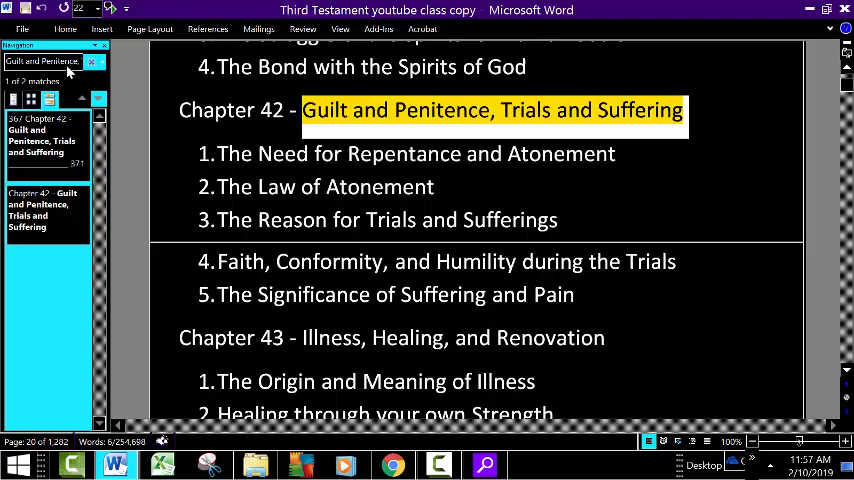 22
Third Testament youtube class copy - Microsoft Word
File Home Insert Page Layout References Mailings Review View Add-Ins Acrobat
Navigation
Guilt and Penitence,
1 of 2 matches
367 Chapter 42 -
Guilt and
Penitence, Trials
and Suffering
371
Chapter 42 - Guilt
and Penitence,
Trials and
Suffering
4.The Bond with the Spirits of God
Chapter 42 - Guilt and Penitence, Trials and Suffering
1.The Need for Repentance and Atonement
2.The Law of Atonement
3.The Reason for Trials and Sufferings
4.Faith, Conformity, and Humility during the Trials
5.The Significance of Suffering and Pain
Chapter 43 - Illness, Healing, and Renovation
1.The Origin and Meaning of Illness
2.Healing through your own Strength
Page: 20 of 1,282 Words: 6/254,698 100%
Desktop
11:57 AM
2/10/2019